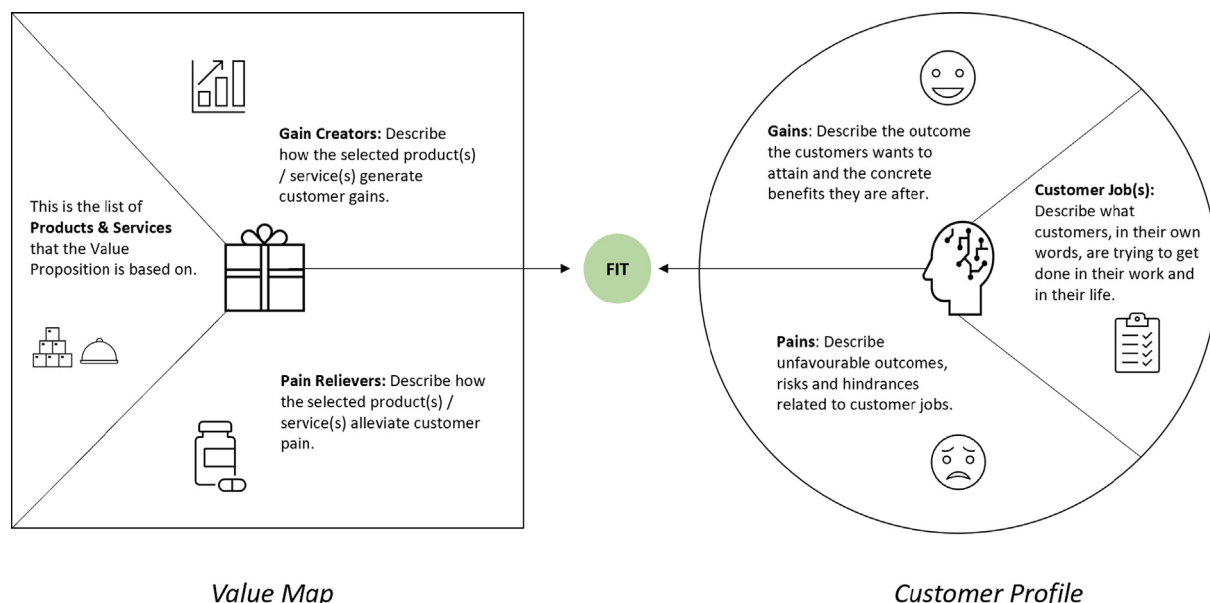 Gain Creators: Describe
how the selected product(s)
/ service(s) generate
customer gains.
This is the list of
Products & Services
that the Value
Proposition is based on.
Pain Relievers: Describe how
the selected product(s) /
service(s) alleviate customer
pain.
FIT
Gains: Describe the outcome
the customers wants to
attain and the concrete
benefits they are after.
Customer Job(s):
Describe what
customers, in their own
words, are trying to get
done in their work and
in their life.
Pains: Describe
unfavourable outcomes,
risks and hindrances
related to customer jobs.
Value Map
Customer Profile